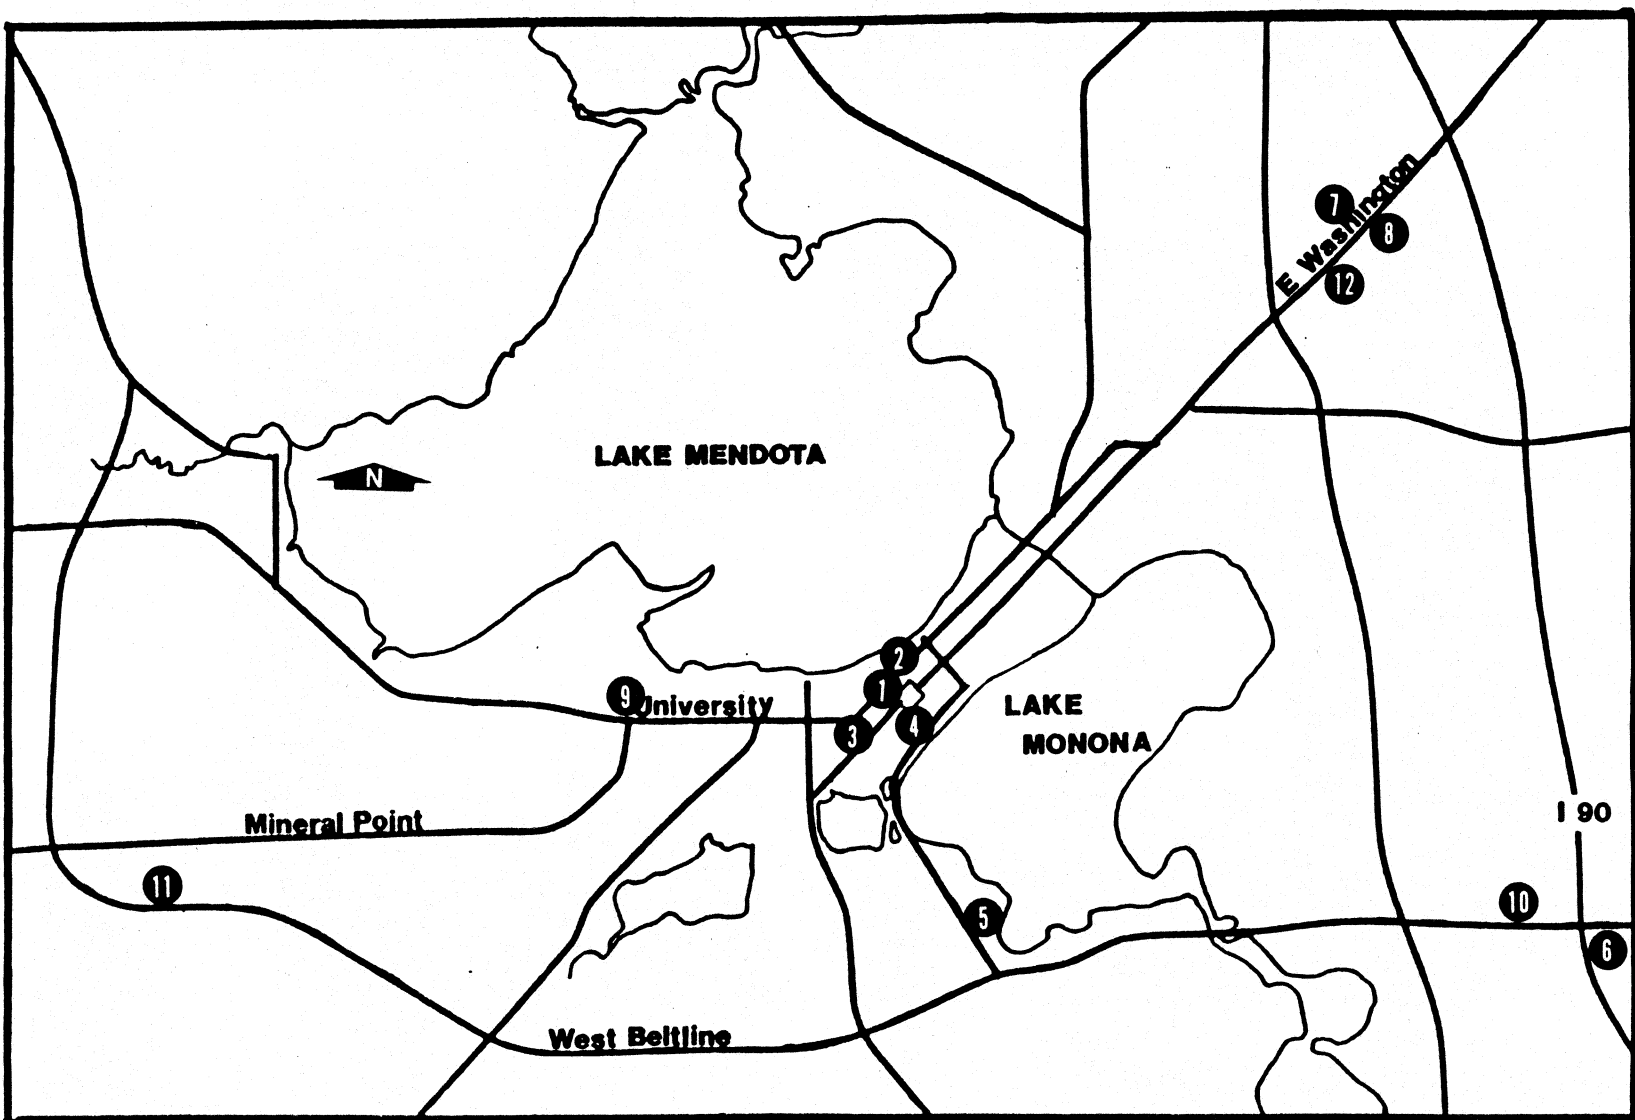 7
E Washington
8
12
LAKE MENDOTA
N
2
1
9
University
LAKE
MONONA
3
4
I 90
Mineral Point
11
10
5
6
West Beltline